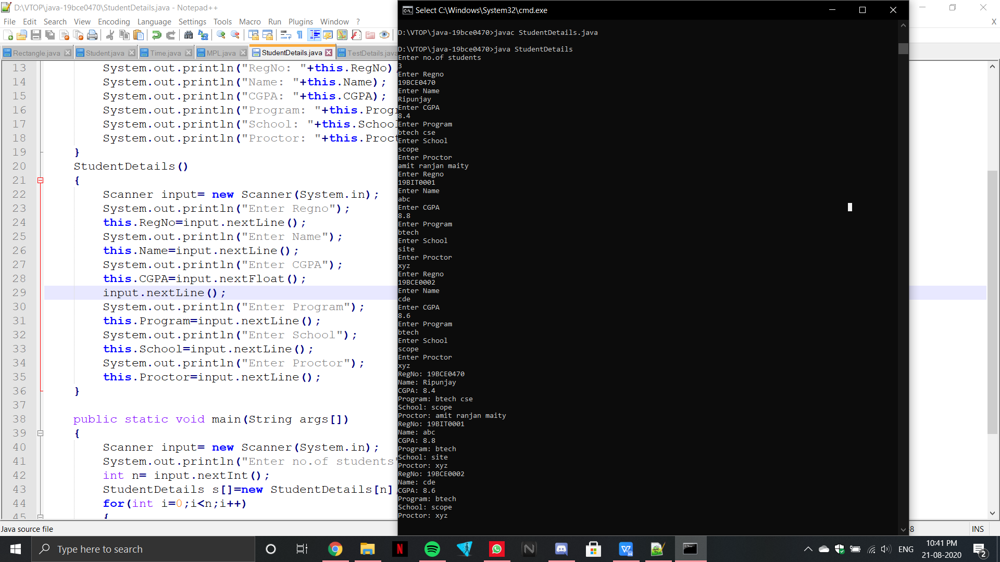 D:\VTOP\java-19bce0470\StudentDetails.java - Notepad++
File Edit Search View Encoding Language Settings Tools Macro Run Plugins Window ? X
Rectangle.java Student.java Time.java MPL.java StudentDetails.java TestDetails.java
13 System.out.println("RegNo: "+this.RegNo)
14 System.out.println("Name: "+this.Name);
15 System.out.println("CGPA: "+this.CGPA);
16 System.out.println("Program: "+this.Progr
17 System.out.println("School: "+this.School
18 System.out.println("Proctor: "+this.Proct
19 }
20 StudentDetails()
21 {
22 Scanner input= new Scanner(System.in);
23 System.out.println("Enter Regno");
24 this.RegNo=input.nextLine();
25 System.out.println("Enter Name");
26 this.Name=input.nextLine();
27 System.out.println("Enter CGPA");
28 this.CGPA=input.nextFloat();
29 input.nextLine();
30 System.out.println("Enter Program");
31 this.Program=input.nextLine();
32 System.out.println("Enter School");
33 this.School=input.nextLine();
34 System.out.println("Enter Proctor");
35 this.Proctor=input.nextLine();
36 }
37
38 public static void main(String args[])
39 {
40 Scanner input= new Scanner(System.in);
41 System.out.println("Enter no.of students"
42 int n= input.nextInt();
43 StudentDetails s[]=new StudentDetails[n]
44 for(int i=0;i<n;i++)
45 {
Java source file
8 INS
Select C:\Windows\System32\cmd.exe
D:\VTOP\java-19bce0470>javac StudentDetails.java
D:\VTOP\java-19bce0470>java StudentDetails
Enter no.of students
3
Enter Regno
19BCE0470
Enter Name
Ripunjay
Enter CGPA
8.4
Enter Program
btech cse
Enter School
scope
Enter Proctor
amit ranjan maity
Enter Regno
19BIT0001
Enter Name
abc
Enter CGPA
8.8
Enter Program
btech
Enter School
site
Enter Proctor
xyz
Enter Regno
19BCE0002
Enter Name
cde
Enter CGPA
8.6
Enter Program
btech
Enter School
scope
Enter Proctor
xyz
RegNo: 19BCE0470
Name: Ripunjay
CGPA: 8.4
Program: btech cse
School: scope
Proctor: amit ranjan maity
RegNo: 19BIT0001
Name: abc
CGPA: 8.8
Program: btech
School: site
Proctor: xyz
RegNo: 19BCE0002
Name: cde
CGPA: 8.6
Program: btech
School: scope
Proctor: xyz
Type here to search
ENG
10:41 PM
21-08-2020
2